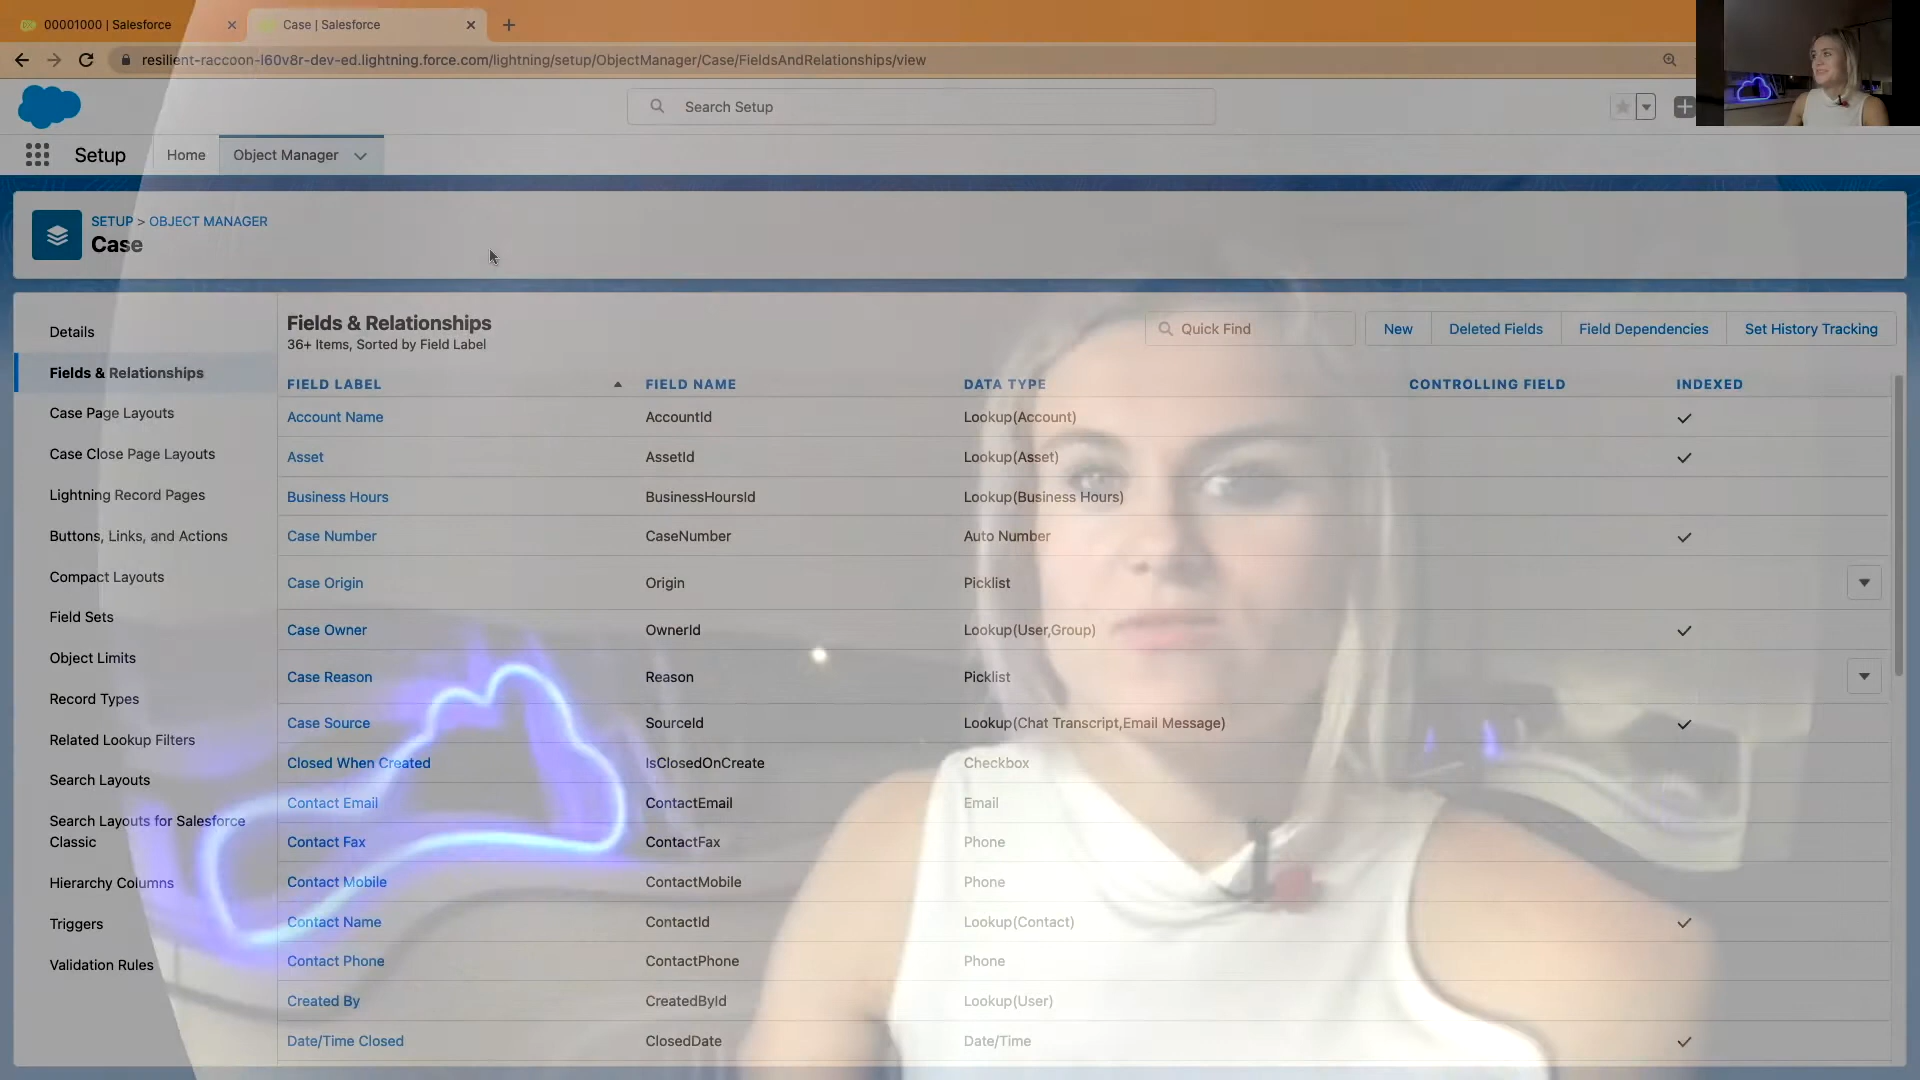 00001000 | Salesforce
Case | Salesforce
resilient-raccoon-l60v8r-dev-ed.lightning.force.com/lightning/setup/ObjectManager/Case/FieldsAndRelationships/view
Search Setup
Setup
Home
Object Manager
SETUP > OBJECT MANAGER
Case
Details
Fields & Relationships
Case Page Layouts
Case Close Page Layouts
Lightning Record Pages
Buttons, Links, and Actions
Compact Layouts
Field Sets
Object Limits
Record Types
Related Lookup Filters
Search Layouts
Search Layouts for Salesforce
Classic
Hierarchy Columns
Triggers
Validation Rules
Fields & Relationships
36+ Items, Sorted by Field Label
Quick Find
New
Deleted Fields
Field Dependencies
Set History Tracking
FIELD LABEL FIELD NAME DATA TYPE CONTROLLING FIELD INDEXED
Account Name AccountId Lookup(Account)
Asset AssetId Lookup(Asset)
Business Hours BusinessHoursId Lookup(Business Hours)
Case Number CaseNumber Auto Number
Case Origin Origin Picklist
Case Owner OwnerId Lookup(User,Group)
Case Reason Reason Picklist
Case Source SourceId Lookup(Chat Transcript,Email Message)
Closed When Created IsClosedOnCreate Checkbox
Contact Email ContactEmail Email
Contact Fax ContactFax Phone
Contact Mobile ContactMobile Phone
Contact Name ContactId Lookup(Contact)
Contact Phone ContactPhone Phone
Created By CreatedById Lookup(User)
Date/Time Closed ClosedDate Date/Time